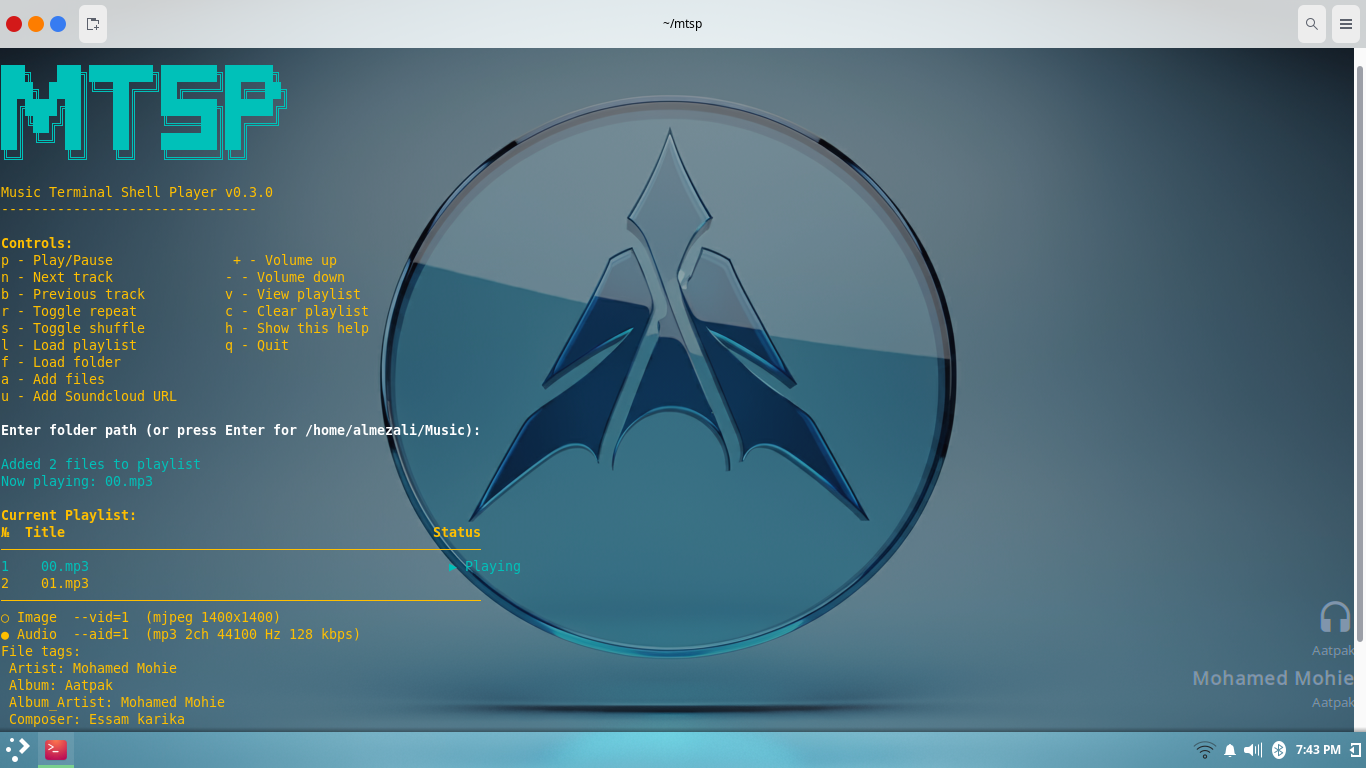 ~/mtsp
MTSP
Music Terminal Shell Player v0.3.0
--------------------------------
Controls:
p - Play/Pause + - Volume up
n - Next track - - Volume down
b - Previous track v - View playlist
r - Toggle repeat c - Clear playlist
s - Toggle shuffle h - Show this help
l - Load playlist q - Quit
f - Load folder
a - Add files
u - Add Soundcloud URL
Enter folder path (or press Enter for /home/almezali/Music):
Added 2 files to playlist
Now playing: 00.mp3
Current Playlist:
№ Title Status
1 00.mp3 ▶ Playing
2 01.mp3
○ Image --vid=1 (mjpeg 1400x1400)
● Audio --aid=1 (mp3 2ch 44100 Hz 128 kbps)
File tags:
Artist: Mohamed Mohie
Album: Aatpak
Album_Artist: Mohamed Mohie
Composer: Essam karika
Aatpak
Mohamed Mohie
Aatpak
7:43 PM